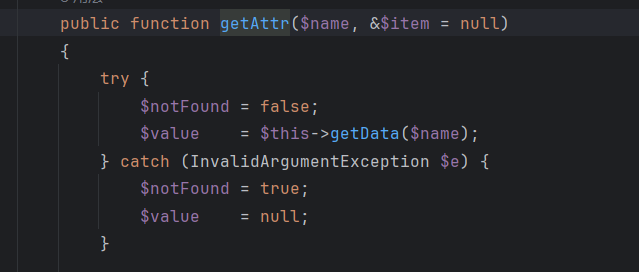 public function getAttr($name, &$item = null)
{
    try {
        $notFound = false;
        $value    = $this->getData($name);
    } catch (InvalidArgumentException $e) {
        $notFound = true;
        $value    = null;
    }